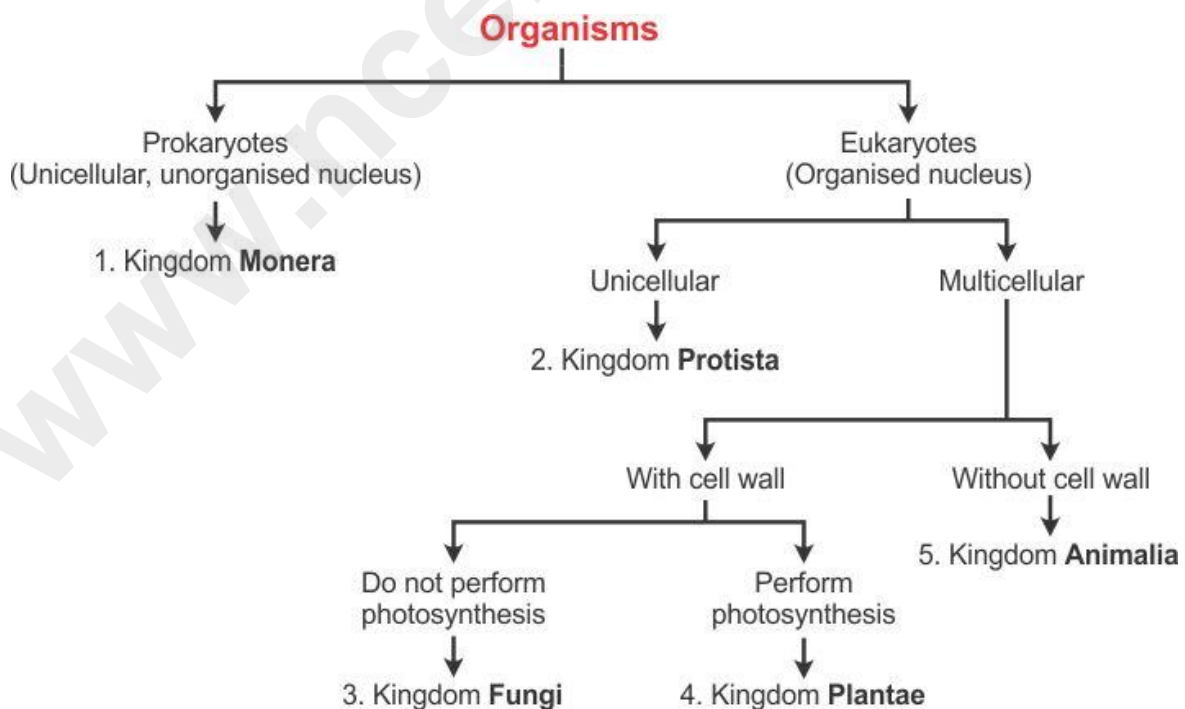 Organisms
Prokaryotes
(Unicellular, unorganised nucleus)
1. Kingdom Monera
Eukaryotes
(Organised nucleus)
Unicellular
2. Kingdom Protista
Multicellular
With cell wall
Do not perform
photosynthesis
3. Kingdom Fungi
Perform
photosynthesis
4. Kingdom Plantae
Without cell wall
5. Kingdom Animalia